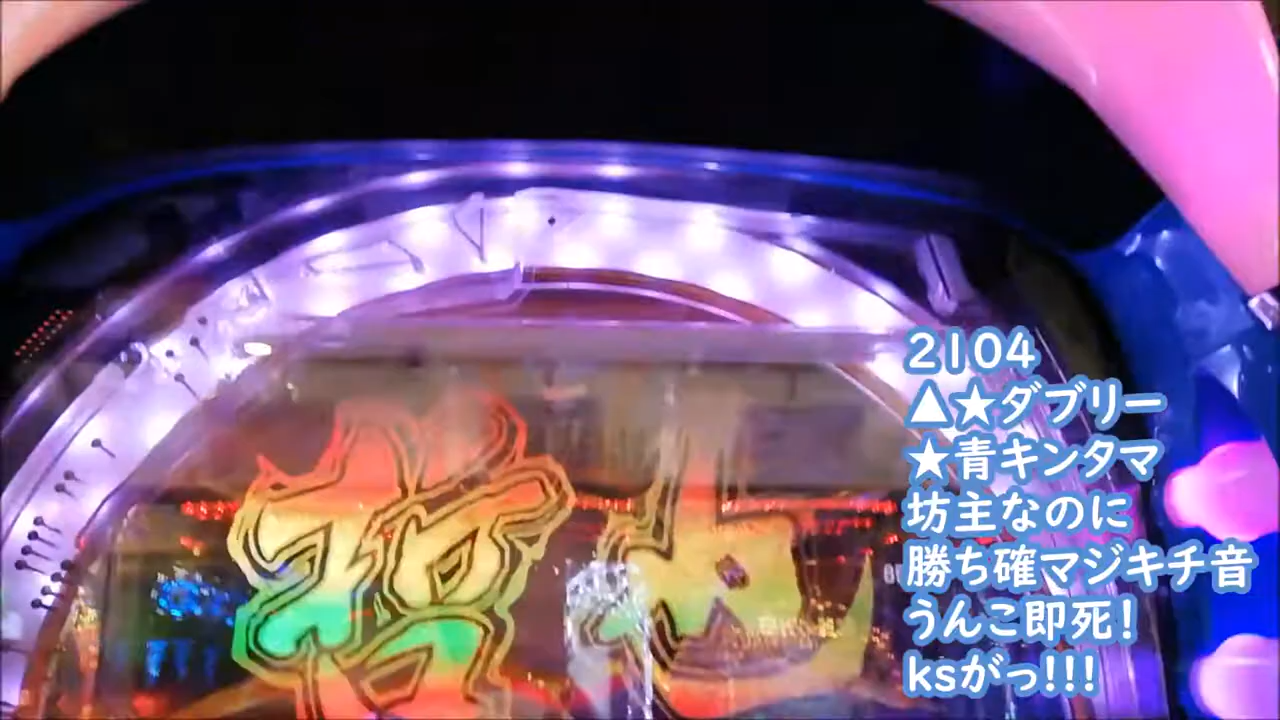 2104
▲★ダブリー
★青キンタマ
坊主なのに
勝ち確マジキチ音
うんこ即死！
ksがっ!!!